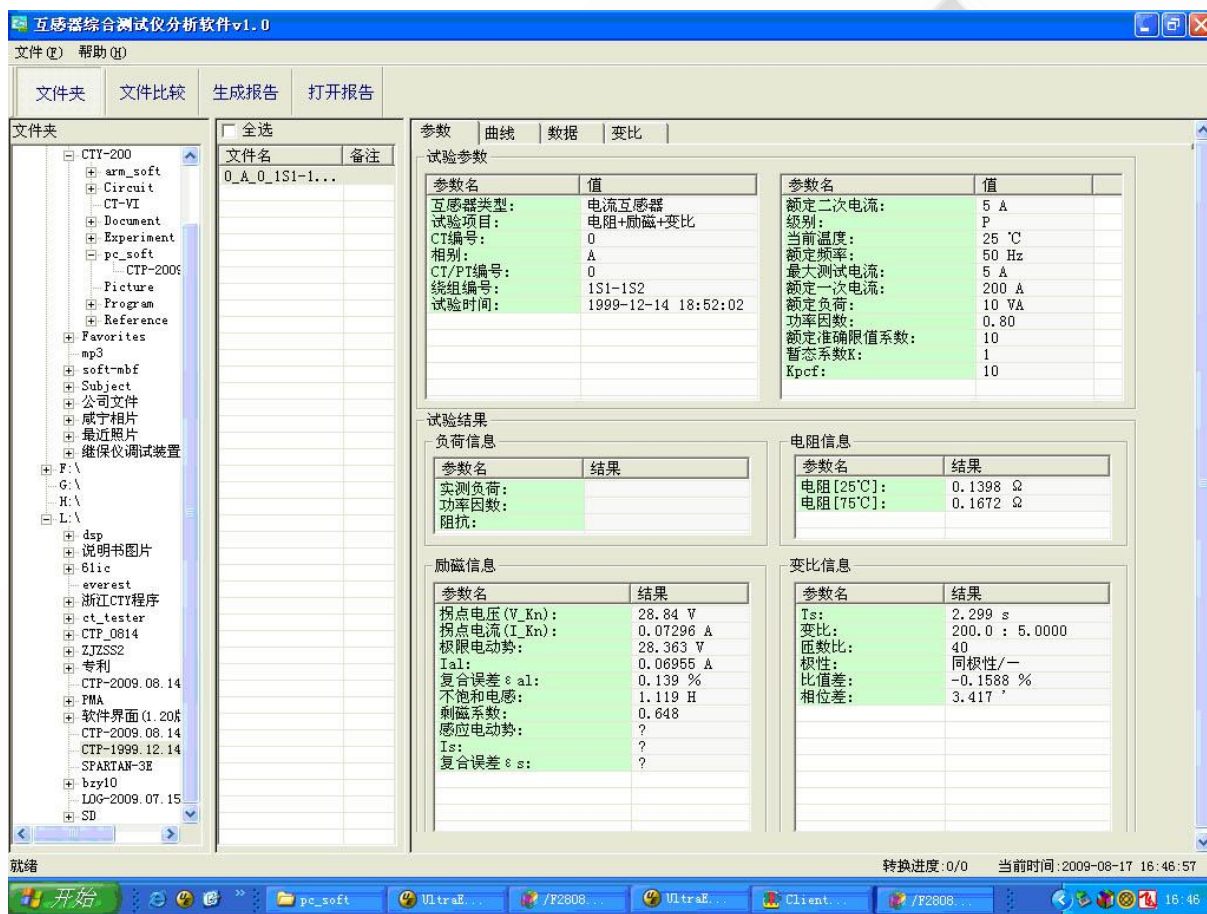 互感器综合测试仪分析软件v1.0
文件(F) 帮助(H)
文件夹 文件比较 生成报告 打开报告
文件夹
CTY-200
arm_soft
Circuit
CT-VI
Document
Experiment
pc_soft
CTP-2009
Picture
Program
Reference
Favorites
mp3
soft-mbf
Subject
公司文件
咸宁相片
最近照片
继保仪调试装置
F:\
G:\
H:\
L:\
dsp
说明书图片
61ic
everest
浙江CTY程序
ct_tester
CTP_0814
ZJZSS2
专利
CTP-2009.08.14
PMA
软件界面(1.20版
CTP-2009.08.14
CTP-1999.12.14
SPARTAN-3E
bzy10
LOG-2009.07.15
SD
全选
文件名 备注
0_A_0_1S1-1...
参数 曲线 数据 变比
试验参数
参数名 值
互感器类型: 电流互感器
试验项目: 电阻+励磁+变比
CT编号: 0
相别: A
CT/PT编号: 0
绕组编号: 1S1-1S2
试验时间: 1999-12-14 18:52:02
参数名 值
额定二次电流: 5 A
级别: P
当前温度: 25 ℃
额定频率: 50 Hz
最大测试电流: 5 A
额定一次电流: 200 A
额定负荷: 10 VA
功率因数: 0.80
额定准确限值系数: 10
暂态系数K: 1
Kpcf: 10
试验结果
负荷信息
参数名 结果
实测负荷:
功率因数:
阻抗:
电阻信息
参数名 结果
电阻[25℃]: 0.1398 Ω
电阻[75℃]: 0.1672 Ω
励磁信息
参数名 结果
拐点电压(V_Kn): 28.84 V
拐点电流(I_Kn): 0.07296 A
极限电动势: 28.363 V
Ial: 0.06955 A
复合误差εal: 0.139 %
不饱和电感: 1.119 H
剩磁系数: 0.648
感应电动势: ?
Is: ?
复合误差εs: ?
变比信息
参数名 结果
Ts: 2.299 s
变比: 200.0 : 5.0000
匝数比: 40
极性: 同极性/一
比值差: -0.1588 %
相位差: 3.417 '
就绪 转换进度:0/0 当前时间:2009-08-17 16:46:57
开始 pc_soft UltraE... /F2808... UltraE... Client... /F2808... 16:46